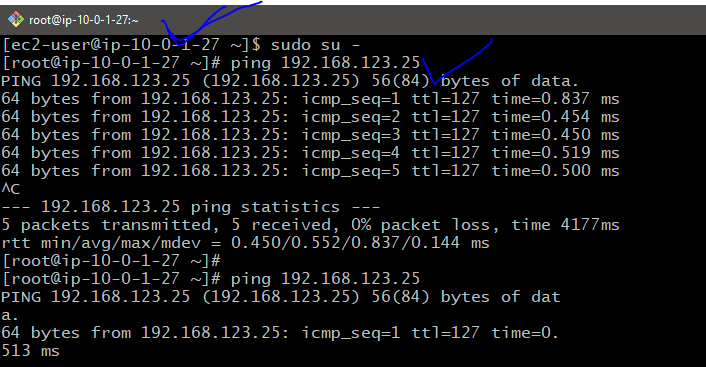 root@ip-10-0-1-27:~
[ec2-user@ip-10-0-1-27 ~]$ sudo su -
[root@ip-10-0-1-27 ~]# ping 192.168.123.25
PING 192.168.123.25 (192.168.123.25) 56(84) bytes of data.
64 bytes from 192.168.123.25: icmp_seq=1 ttl=127 time=0.837 ms
64 bytes from 192.168.123.25: icmp_seq=2 ttl=127 time=0.454 ms
64 bytes from 192.168.123.25: icmp_seq=3 ttl=127 time=0.450 ms
64 bytes from 192.168.123.25: icmp_seq=4 ttl=127 time=0.519 ms
64 bytes from 192.168.123.25: icmp_seq=5 ttl=127 time=0.500 ms
^C
--- 192.168.123.25 ping statistics ---
5 packets transmitted, 5 received, 0% packet loss, time 4177ms
rtt min/avg/max/mdev = 0.450/0.552/0.837/0.144 ms
[root@ip-10-0-1-27 ~]#
[root@ip-10-0-1-27 ~]# ping 192.168.123.25
PING 192.168.123.25 (192.168.123.25) 56(84) bytes of dat
a.
64 bytes from 192.168.123.25: icmp_seq=1 ttl=127 time=0.
513 ms